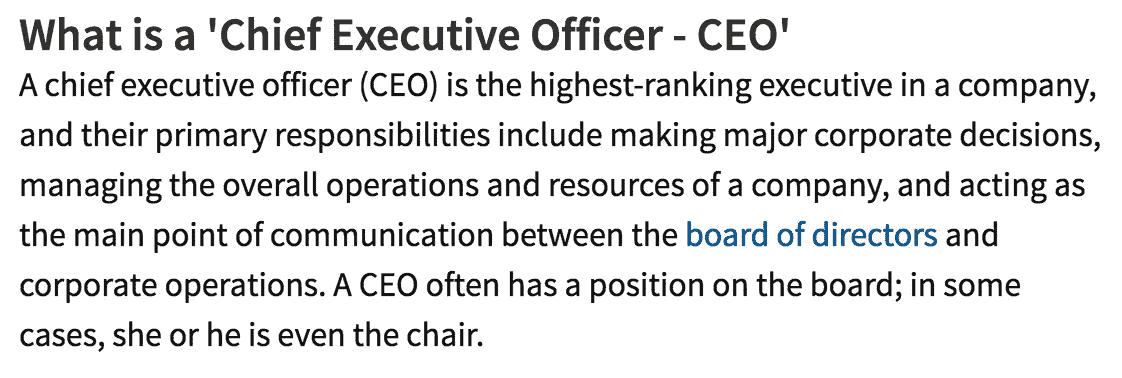 What is a 'Chief Executive Officer - CEO'
A chief executive officer (CEO) is the highest-ranking executive in a company,
and their primary responsibilities include making major corporate decisions,
managing the overall operations and resources of a company, and acting as
the main point of communication between the board of directors and
corporate operations. A CEO often has a position on the board; in some
cases, she or he is even the chair.